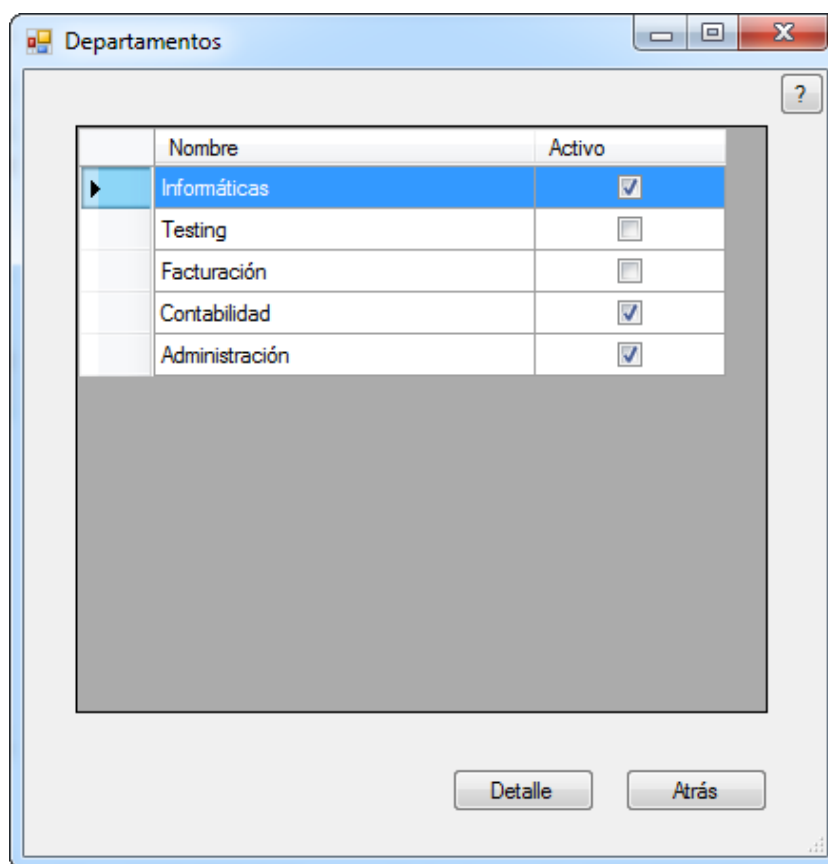 Departamentos
?
Nombre Activo
Informáticas
Testing
Facturación
Contabilidad
Administración
Detalle Atrás